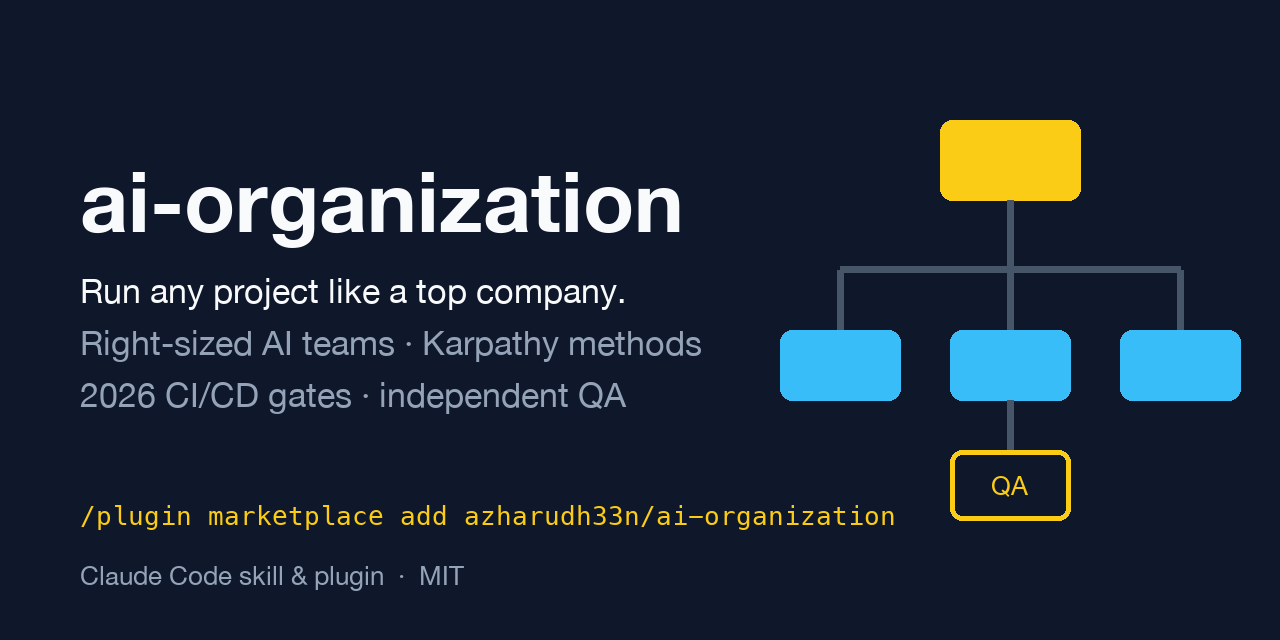 ai-organization
Run any project like a top company.
Right-sized AI teams · Karpathy methods
2026 CI/CD gates · independent QA
QA
/plugin marketplace add azharudh33n/ai-organization
Claude Code skill & plugin · MIT